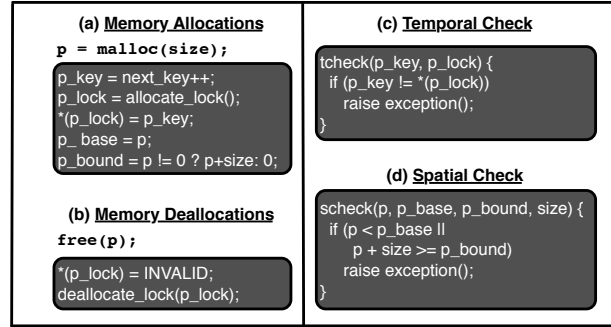 (a) Memory Allocations
p = malloc(size);
p_key = next_key++;
p_lock = allocate_lock();
*(p_lock) = p_key;
p_ base = p;
p_bound = p != 0 ? p+size: 0;
(b) Memory Deallocations
free(p);
*(p_lock) = INVALID;
deallocate_lock(p_lock);
(c) Temporal Check
tcheck(p_key, p_lock) {
if (p_key != *(p_lock))
raise exception();
}
(d) Spatial Check
scheck(p, p_base, p_bound, size) {
if (p < p_base ||
p + size >= p_bound)
raise exception();
}